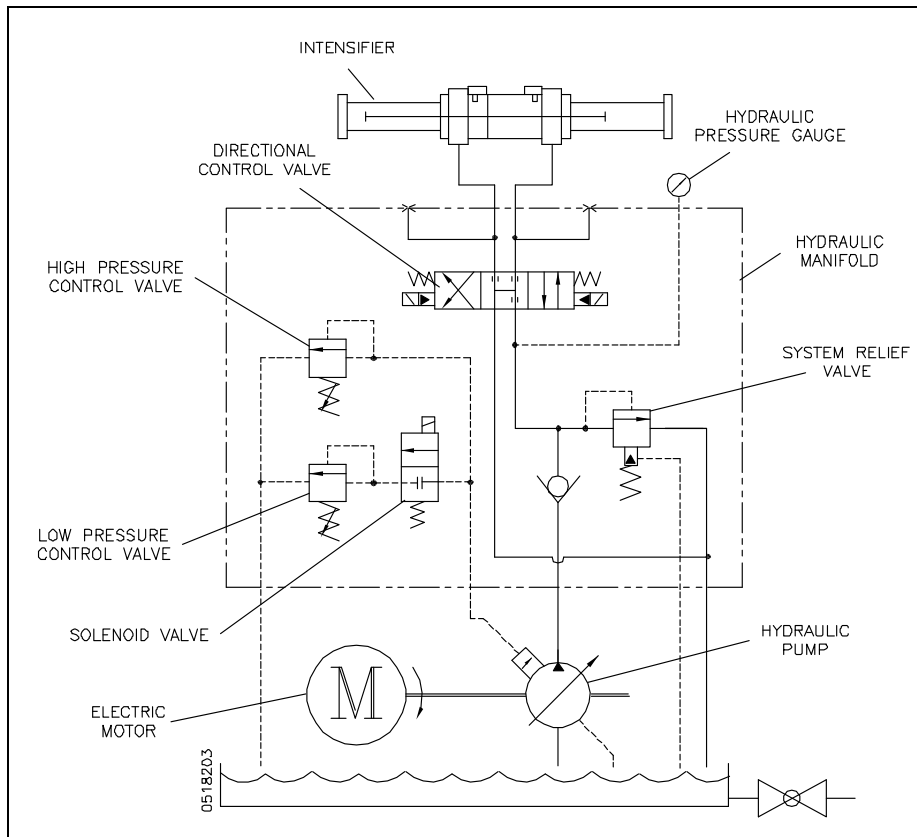 INTENSIFIER
HYDRAULIC
PRESSURE GAUGE
DIRECTIONAL
CONTROL VALVE
HYDRAULIC
MANIFOLD
HIGH PRESSURE
CONTROL VALVE
SYSTEM RELIEF
VALVE
LOW PRESSURE
CONTROL VALVE
SOLENOID VALVE
HYDRAULIC
PUMP
M
ELECTRIC
MOTOR
0518203